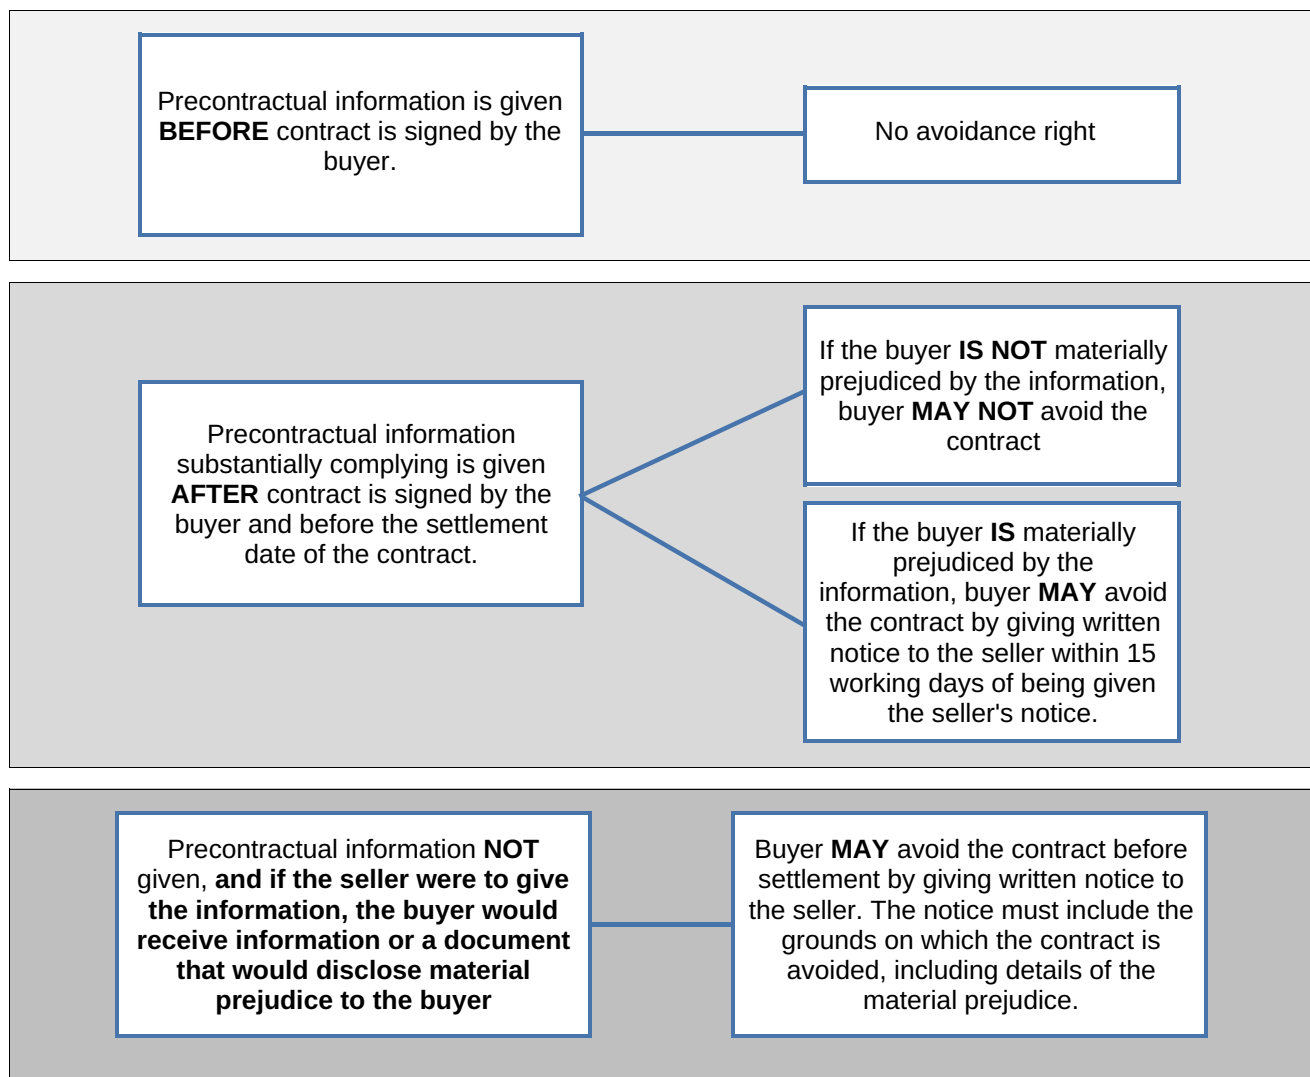 Precontractual information is given
BEFORE contract is signed by the
buyer.
No avoidance right
Precontractual information
substantially complying is given
AFTER contract is signed by the
buyer and before the settlement
date of the contract.
If the buyer IS NOT materially
prejudiced by the information,
buyer MAY NOT avoid the
contract
If the buyer IS materially
prejudiced by the
information, buyer MAY avoid
the contract by giving written
notice to the seller within 15
working days of being given
the seller's notice.
Precontractual information NOT
given, and if the seller were to give
the information, the buyer would
receive information or a document
that would disclose material
prejudice to the buyer
Buyer MAY avoid the contract before
settlement by giving written notice to
the seller. The notice must include the
grounds on which the contract is
avoided, including details of the
material prejudice.